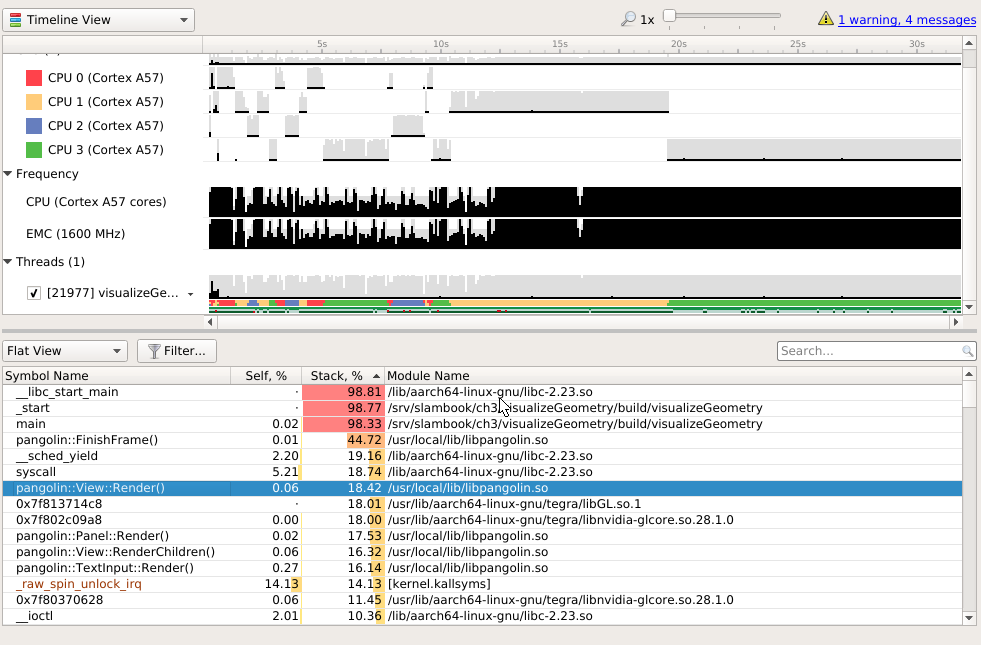 Timeline View 1x 1 warning, 4 messages
5s 10s 15s 20s 25s 30s
CPU 0 (Cortex A57)
CPU 1 (Cortex A57)
CPU 2 (Cortex A57)
CPU 3 (Cortex A57)
Frequency
CPU (Cortex A57 cores)
EMC (1600 MHz)
Threads (1)
[21977] visualizeGe...
Flat View Filter... Search...
Symbol Name Self, % Stack, % Module Name
__libc_start_main - 98.81 /lib/aarch64-linux-gnu/libc-2.23.so
_start - 98.77 /srv/slambook/ch3/visualizeGeometry/build/visualizeGeometry
main 0.02 98.33 /srv/slambook/ch3/visualizeGeometry/build/visualizeGeometry
pangolin::FinishFrame() 0.01 44.72 /usr/local/lib/libpangolin.so
__sched_yield 2.20 19.16 /lib/aarch64-linux-gnu/libc-2.23.so
syscall 5.21 18.74 /lib/aarch64-linux-gnu/libc-2.23.so
pangolin::View::Render() 0.06 18.42 /usr/local/lib/libpangolin.so
0x7f813714c8 - 18.01 /usr/lib/aarch64-linux-gnu/tegra/libGL.so.1
0x7f802c09a8 0.00 18.00 /usr/lib/aarch64-linux-gnu/tegra/libnvidia-glcore.so.28.1.0
pangolin::Panel::Render() 0.02 17.53 /usr/local/lib/libpangolin.so
pangolin::View::RenderChildren() 0.06 16.32 /usr/local/lib/libpangolin.so
pangolin::TextInput::Render() 0.27 16.14 /usr/local/lib/libpangolin.so
_raw_spin_unlock_irq 14.13 14.13 [kernel.kallsyms]
0x7f80370628 0.06 11.45 /usr/lib/aarch64-linux-gnu/tegra/libnvidia-glcore.so.28.1.0
__ioctl 2.01 10.36 /lib/aarch64-linux-gnu/libc-2.23.so